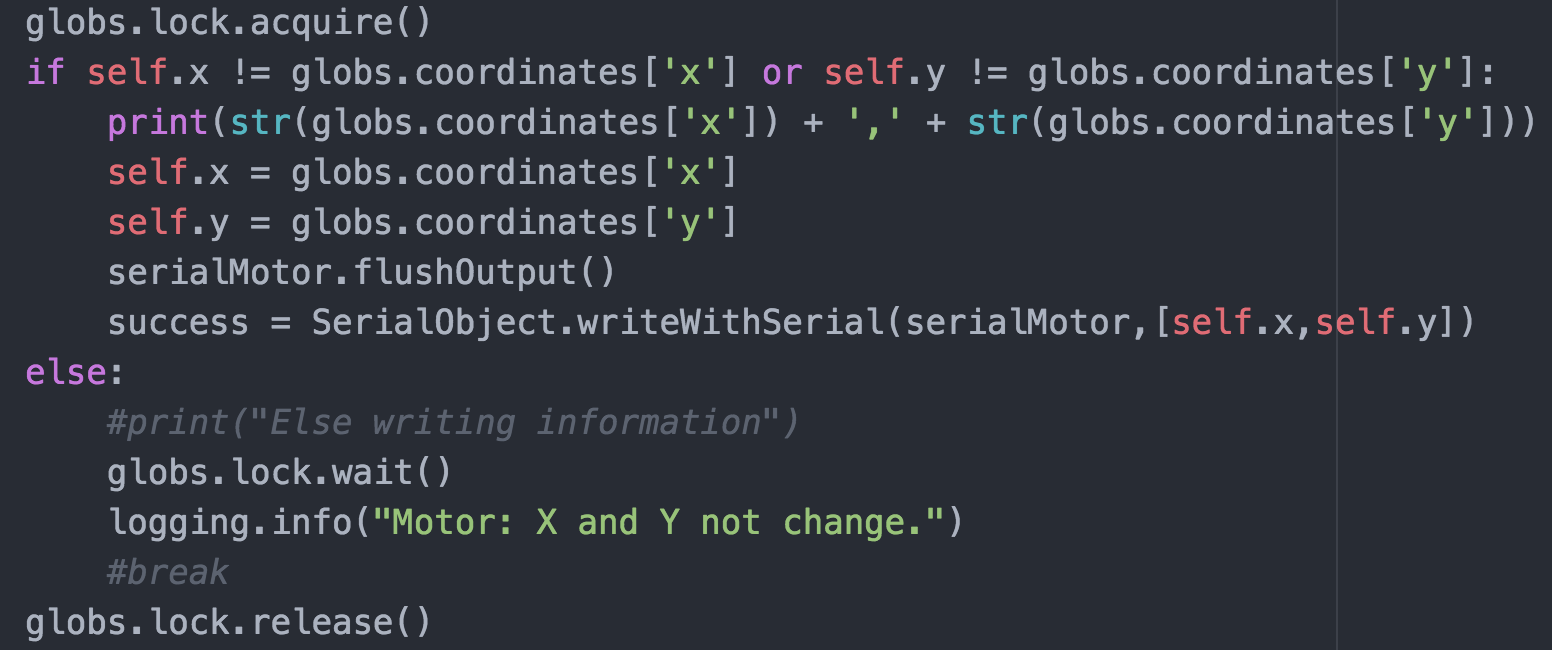 globs.lock.acquire()
if self.x != globs.coordinates['x'] or self.y != globs.coordinates['y']:
    print(str(globs.coordinates['x']) + ',' + str(globs.coordinates['y']))
    self.x = globs.coordinates['x']
    self.y = globs.coordinates['y']
    serialMotor.flushOutput()
    success = SerialObject.writeWithSerial(serialMotor,[self.x,self.y])
else:
    #print("Else writing information")
    globs.lock.wait()
    logging.info("Motor: X and Y not change.")
    #break
globs.lock.release()